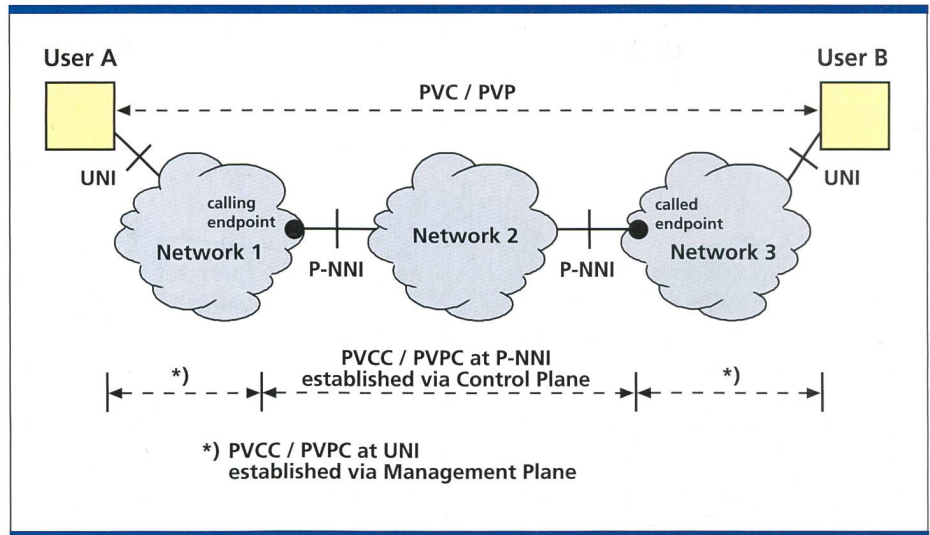 User A
User B
PVC / PVP
UNI
UNI
calling
endpoint
Network 1
P-NNI
Network 2
P-NNI
called
endpoint
Network 3
*)
PVCC / PVPC at P-NNI
established via Control Plane
*)
*) PVCC / PVPC at UNI
established via Management Plane